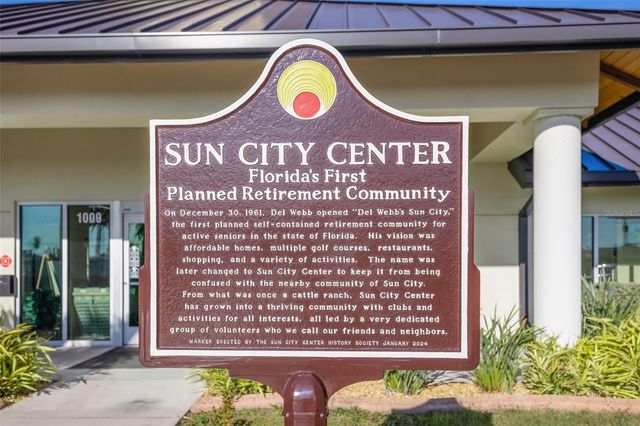 SUN CITY CENTER
Florida's First
Planned Retirement Community
On December 30, 1961, Del Webb opened "Del Webb's Sun City,"
the first planned self-contained retirement community for
active seniors in the state of Florida. His vision was
affordable homes, multiple golf courses, restaurants,
shopping, and a variety of activities. The name was
later changed to Sun City Center to keep it from being
confused with the nearby community of Sun City.
From what was once a cattle ranch, Sun City Center
has grown into a thriving community with clubs and
activities for all interests, all led by a very dedicated
group of volunteers who we call our friends and neighbors.
MARKER ERECTED BY THE SUN CITY CENTER HISTORY SOCIETY JANUARY 2024
1009